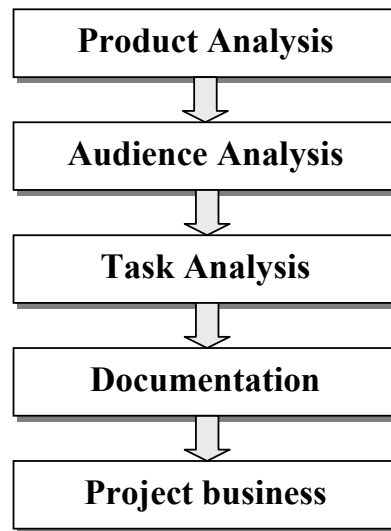 Product Analysis
Audience Analysis
Task Analysis
Documentation
Project business